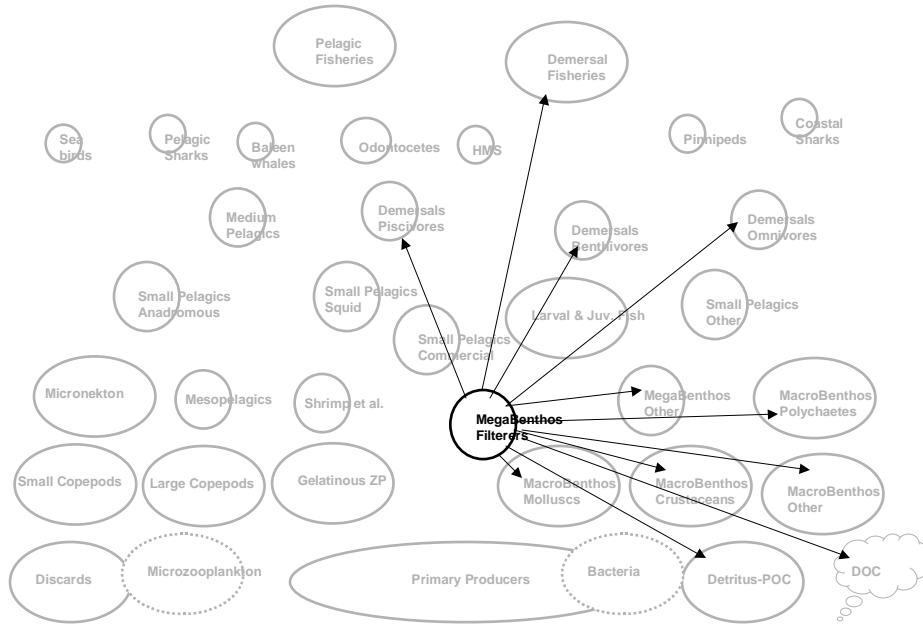 Pelagic
Fisheries
Demersal
Fisheries
Sea
birds
Pelagic
Sharks
Baleen
whales
Odontocetes
HMS
Pinnipeds
Coastal
Sharks
Medium
Pelagics
Demersals
Piscivores
Demersals
Benthivores
Demersals
Omnivores
Small Pelagics
Anadromous
Small Pelagics
Squid
Small Pelagics
Commercial
Larval & Juv. Fish
Small Pelagics
Other
Micronekton
Mesopelagics
Shrimp et al.
MegaBenthos
Filterers
MegaBenthos
Other
MacroBenthos
Polychaetes
Small Copepods
Large Copepods
Gelatinous ZP
MacroBenthos
Molluscs
MacroBenthos
Crustaceans
MacroBenthos
Other
Discards
Microzooplankton
Primary Producers
Bacteria
Detritus-POC
DOC